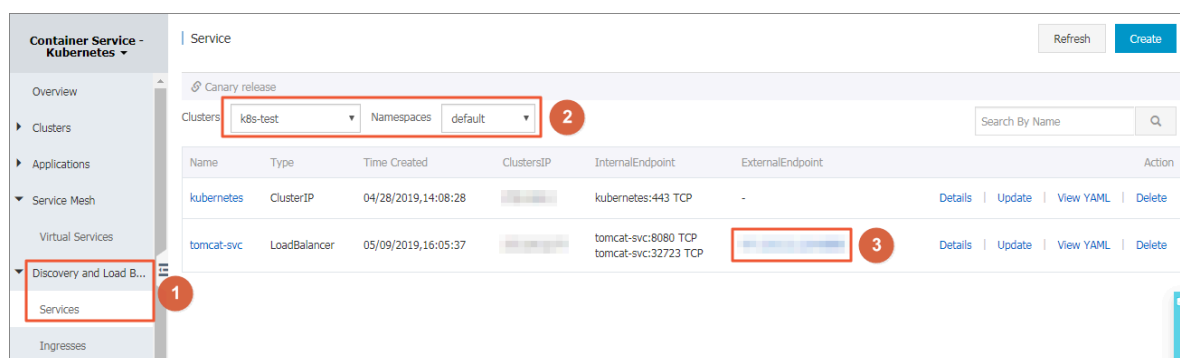 Container Service -
Kubernetes
Service
Refresh
Create
Overview
Canary release
Clusters
k8s-test
Namespaces
default
2
Search By Name
Clusters
Applications
Name
Type
Time Created
ClustersIP
InternalEndpoint
ExternalEndpoint
Action
Service Mesh
kubernetes
ClusterIP
04/28/2019,14:08:28
kubernetes:443 TCP
-
Details
Update
View YAML
Delete
Virtual Services
tomcat-svc
LoadBalancer
05/09/2019,16:05:37
tomcat-svc:8080 TCP
tomcat-svc:32723 TCP
3
Details
Update
View YAML
Delete
Discovery and Load B...
1
Services
Ingresses